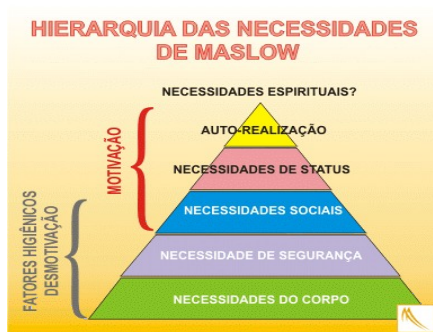 HIERARQUIA DAS NECESSIDADES
DE MASLOW
NECESSIDADES ESPIRITUAIS?
AUTO-REALIZAÇÃO
NECESSIDADES DE STATUS
NECESSIDADES SOCIAIS
NECESSIDADE DE SEGURANÇA
NECESSIDADES DO CORPO
MOTIVAÇÃO
FATORES HIGIÊNICOS
DESMOTIVAÇÃO